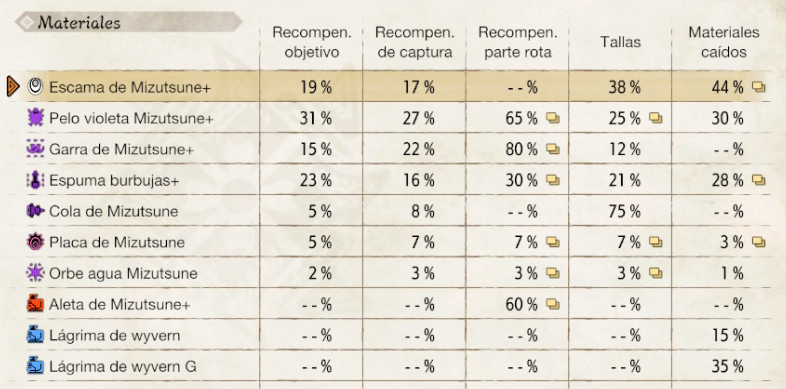 Materiales
Recompen. objetivo Recompen. de captura Recompen. parte rota Tallas Materiales caídos
Escama de Mizutsune+ 19 % 17 % - - % 38 % 44 %
Pelo violeta Mizutsune+ 31 % 27 % 65 % 25 % 30 %
Garra de Mizutsune+ 15 % 22 % 80 % 12 % - - %
Espuma burbujas+ 23 % 16 % 30 % 21 % 28 %
Cola de Mizutsune 5 % 8 % - - % 75 % - - %
Placa de Mizutsune 5 % 7 % 7 % 7 % 3 %
Orbe agua Mizutsune 2 % 3 % 3 % 3 % 1 %
Aleta de Mizutsune+ - - % - - % 60 % - - % - - %
Lágrima de wyvern - - % - - % - - % - - % 15 %
Lágrima de wyvern G - - % - - % - - % - - % 35 %